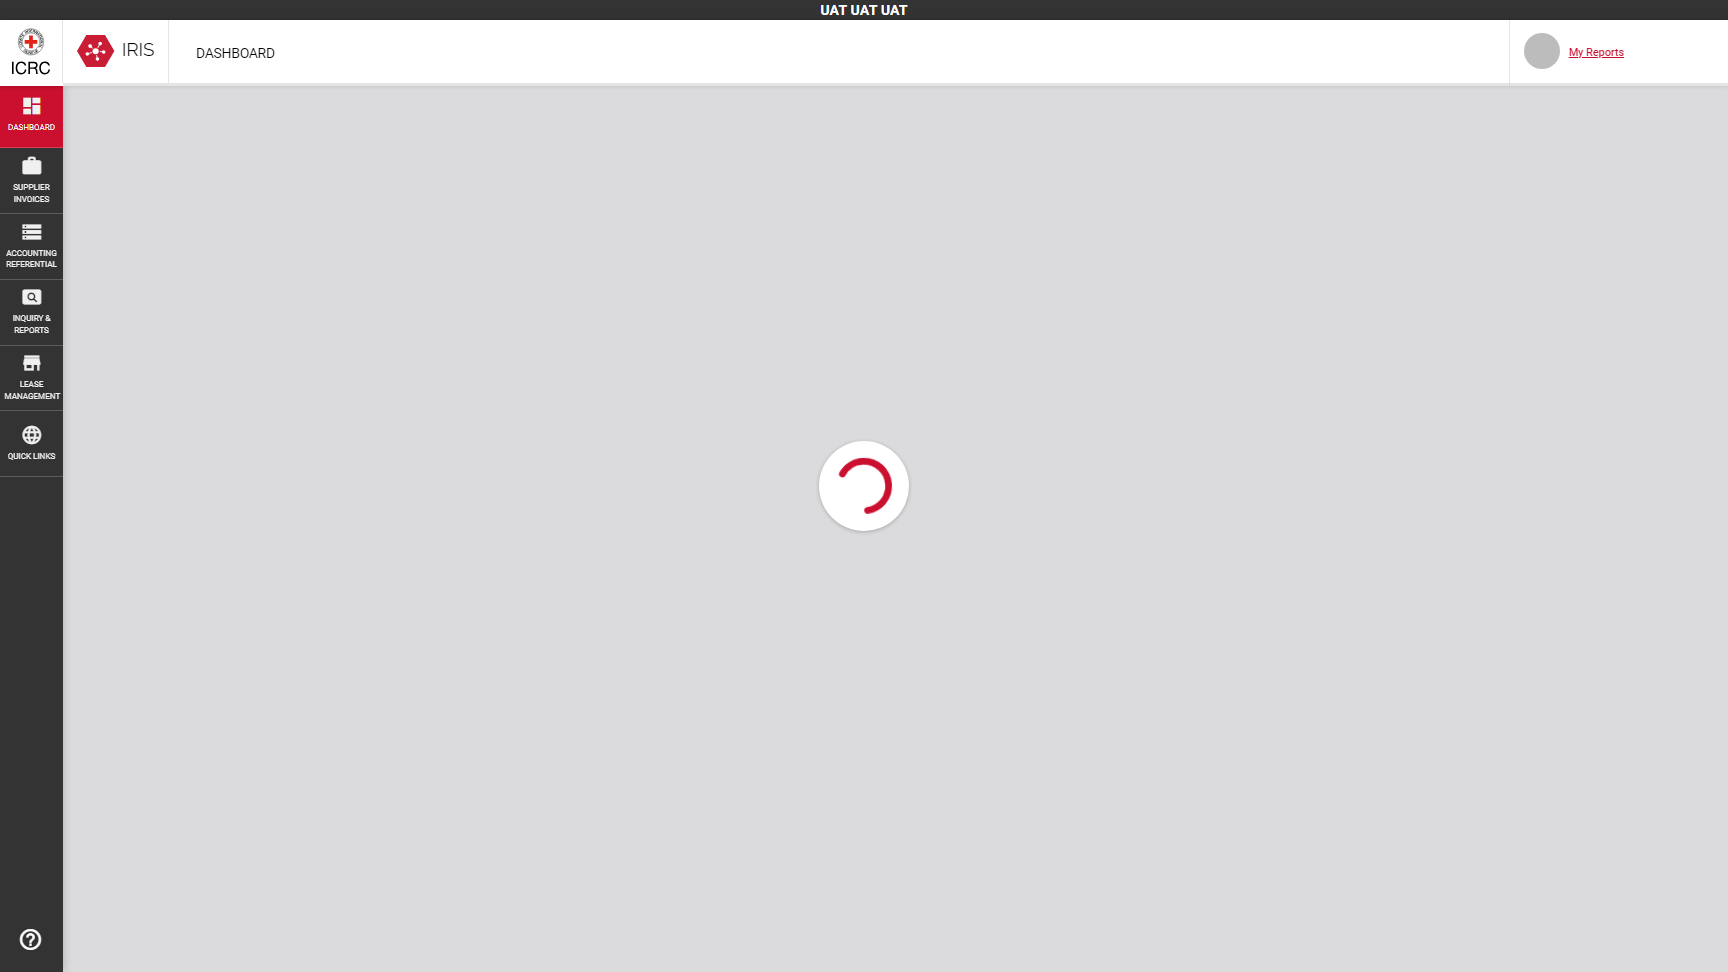 UAT UAT UAT
ICRC
IRIS
DASHBOARD
My Reports
DASHBOARD
SUPPLIER
INVOICES
ACCOUNTING
REFERENTIAL
INQUIRY &
REPORTS
LEASE
MANAGEMENT
QUICK LINKS